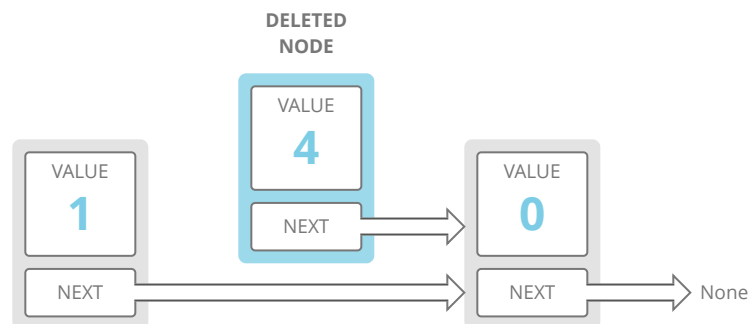 DELETED
NODE
VALUE
4
NEXT
VALUE
1
NEXT
VALUE
0
NEXT
None